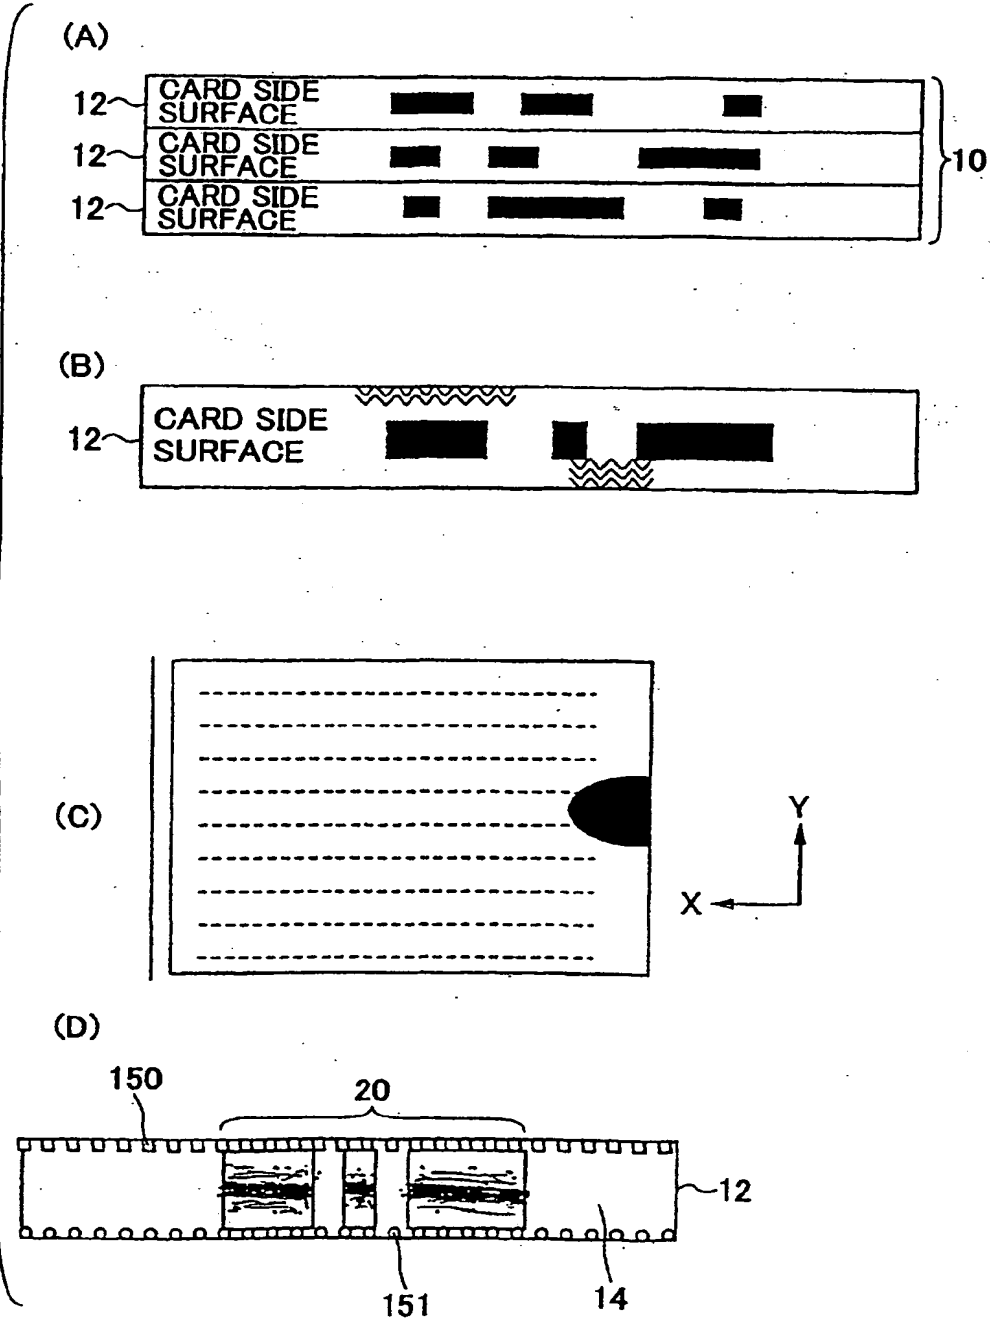 (A)
12 CARD SIDE
SURFACE
12 CARD SIDE
SURFACE
12 CARD SIDE
SURFACE
10
(B)
12 CARD SIDE
SURFACE
(C)
Y
X
(D)
150
20
12
151
14